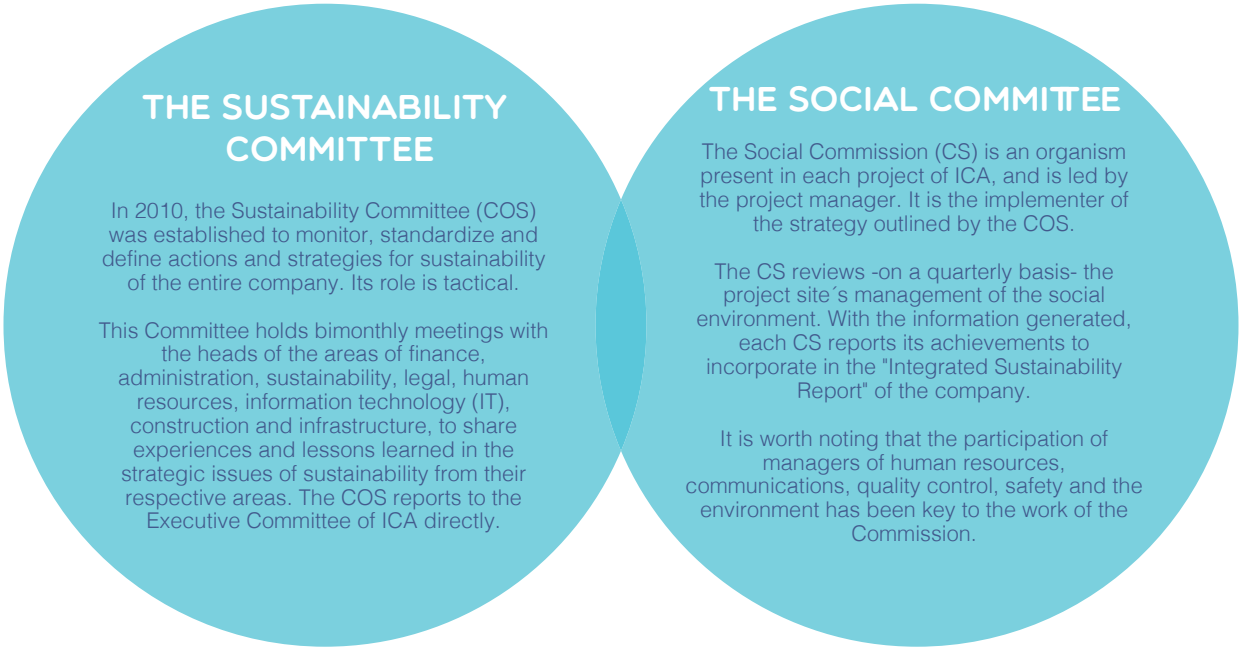 THE SUSTAINABILITY
COMMITTEE
In 2010, the Sustainability Committee (COS)
was established to monitor, standardize and
define actions and strategies for sustainability
of the entire company. Its role is tactical.
This Committee holds bimonthly meetings with
the heads of the areas of finance,
administration, sustainability, legal, human
resources, information technology (IT),
construction and infrastructure, to share
experiences and lessons learned in the
strategic issues of sustainability from their
respective areas. The COS reports to the
Executive Committee of ICA directly.
THE SOCIAL COMMITTEE
The Social Commission (CS) is an organism
present in each project of ICA, and is led by
the project manager. It is the implementer of
the strategy outlined by the COS.
The CS reviews -on a quarterly basis- the
project site´s management of the social
environment. With the information generated,
each CS reports its achievements to
incorporate in the "Integrated Sustainability
Report" of the company.
It is worth noting that the participation of
managers of human resources,
communications, quality control, safety and the
environment has been key to the work of the
Commission.